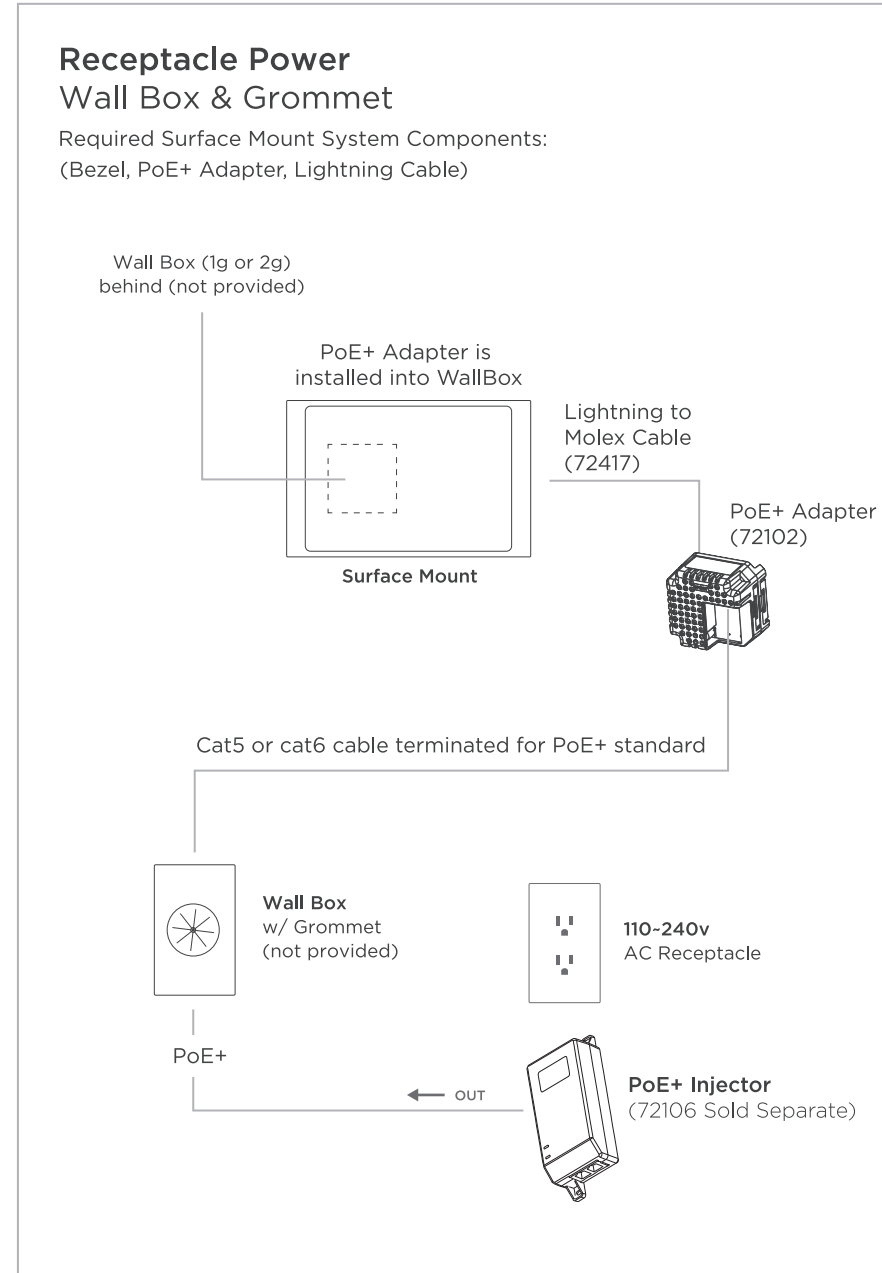 Receptacle Power
Wall Box & Grommet
Required Surface Mount System Components:
(Bezel, PoE+ Adapter, Lightning Cable)
Wall Box (1g or 2g)
behind (not provided)
PoE+ Adapter is
installed into WallBox
Lightning to
Molex Cable
(72417)
PoE+ Adapter
(72102)
Surface Mount
Cat5 or cat6 cable terminated for PoE+ standard
Wall Box
w/ Grommet
(not provided)
110~240v
AC Receptacle
PoE+
OUT
PoE+ Injector
(72106 Sold Separate)